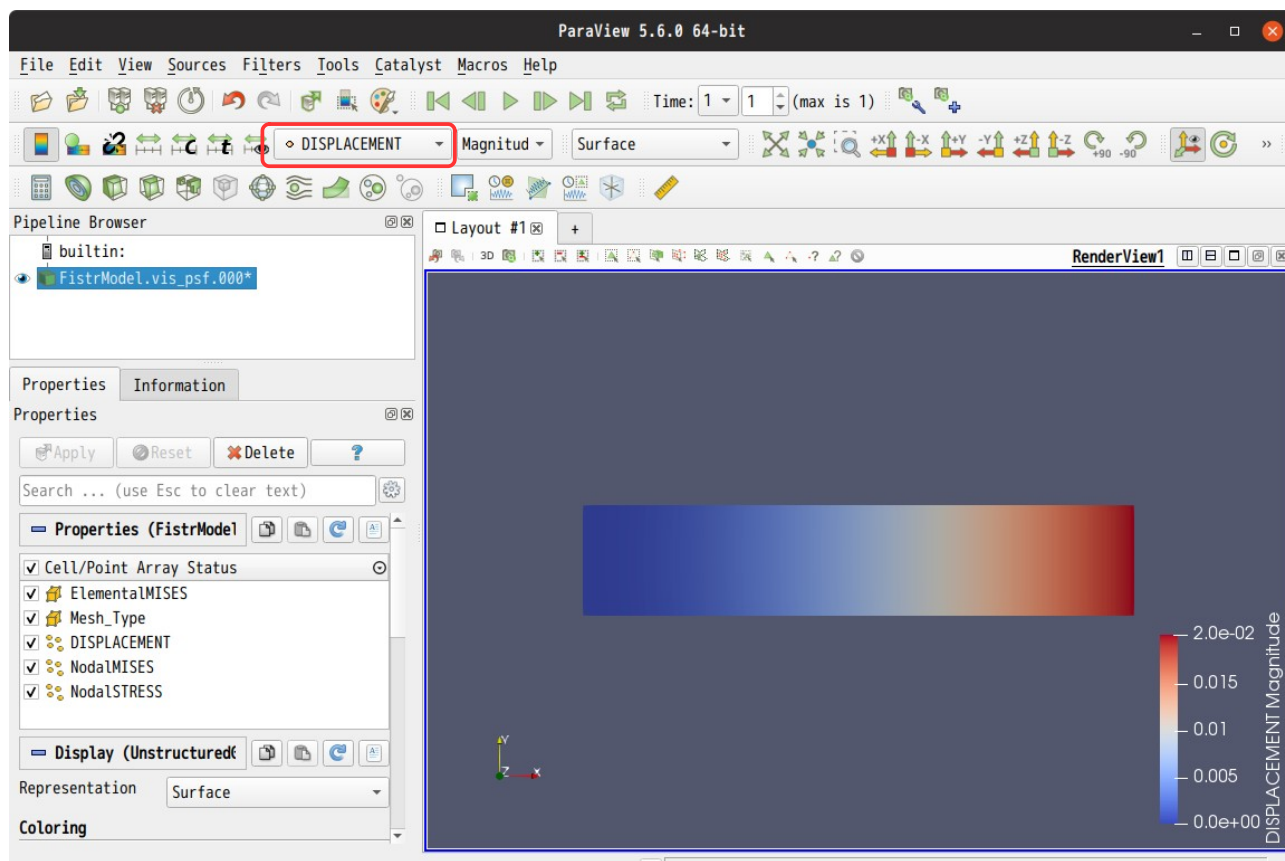 ParaView 5.6.0 64-bit
File Edit View Sources Filters Tools Catalyst Macros Help
Time: 1 1 (max is 1)
DISPLACEMENT Magnitud Surface
+X -X +Y -Y +Z -Z +90 -90 »
Pipeline Browser
builtin:
FistrModel.vis_psf.000*
Layout #1 +
3D RenderView1
Properties Information
Properties
Apply Reset Delete ?
Search ... (use Esc to clear text)
Properties (FistrModel
Cell/Point Array Status
ElementalMISES
Mesh_Type
DISPLACEMENT
NodalMISES
NodalSTRESS
Display (Unstructured
Representation Surface
Coloring
Y
Z X
2.0e-02
0.015
0.01
0.005
0.0e+00
DISPLACEMENT Magnitude